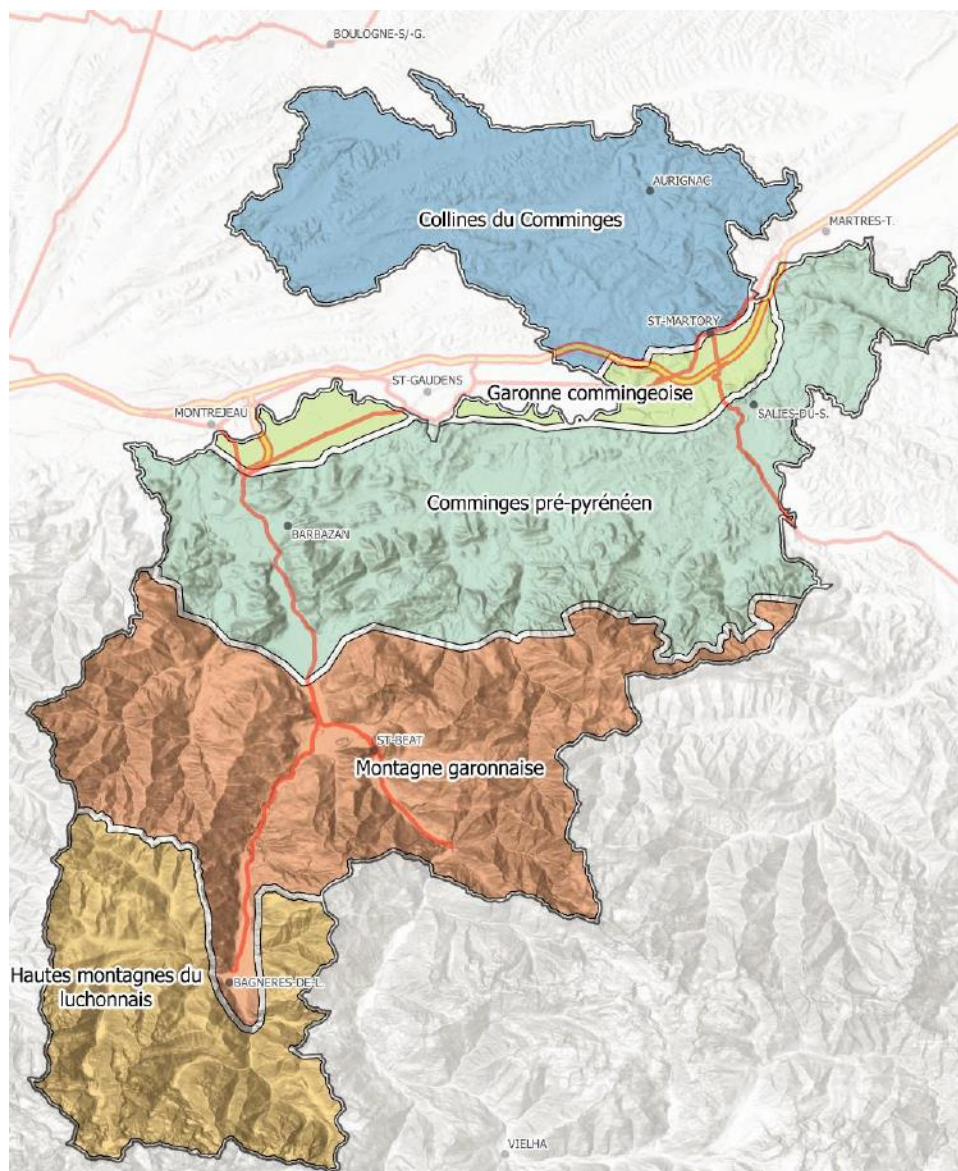 BOULOGNE-S/-G.
AURIGNAC
Collines du Comminges
MARTRES-T.
ST-MARTORY
ST-GAUDENS
Garonne commingeoise
MONTREJEAU
SALIES-DU-S.
Comminges pré-pyrénéen
BARBAZAN
ST-BEAT
Montagne garonnaise
Hautes montagnes du
luchonnais
BAGNERES-DE-L.
VIELHA